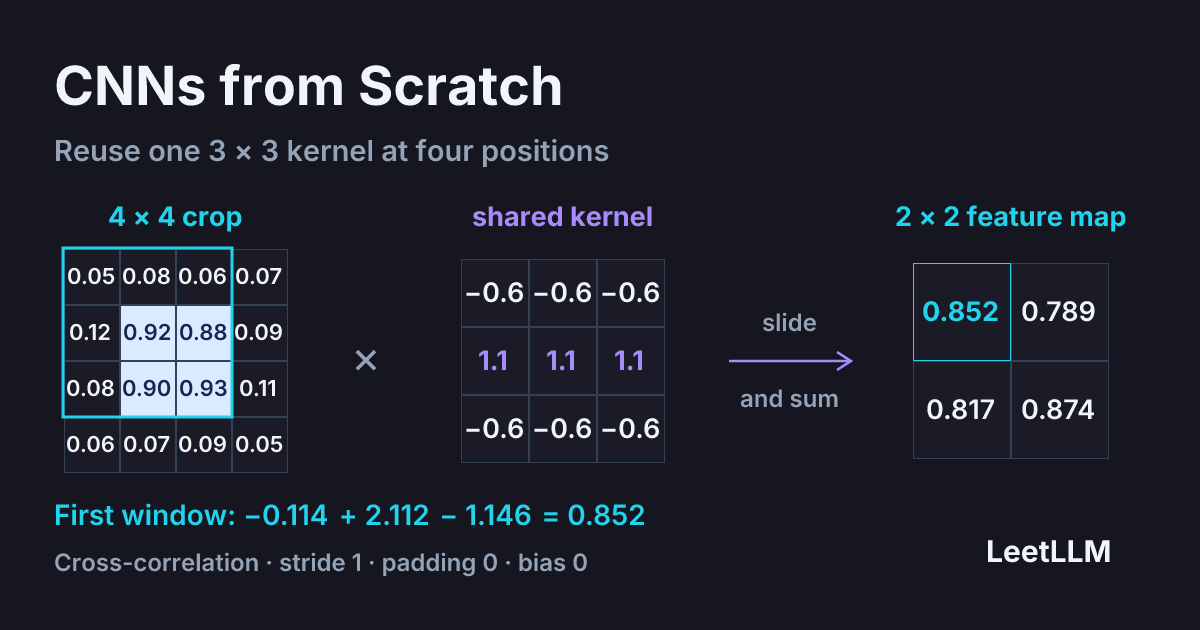 CNNs from Scratch
Reuse one 3 × 3 kernel at four positions
4 × 4 crop
0.05 0.08 0.06 0.07
0.12 0.92 0.88 0.09
0.08 0.90 0.93 0.11
0.06 0.07 0.09 0.05
×
shared kernel
−0.6 −0.6 −0.6
1.1 1.1 1.1
−0.6 −0.6 −0.6
slide
and sum
2 × 2 feature map
0.852 0.789
0.817 0.874
First window: −0.114 + 2.112 − 1.146 = 0.852
Cross-correlation · stride 1 · padding 0 · bias 0
LeetLLM